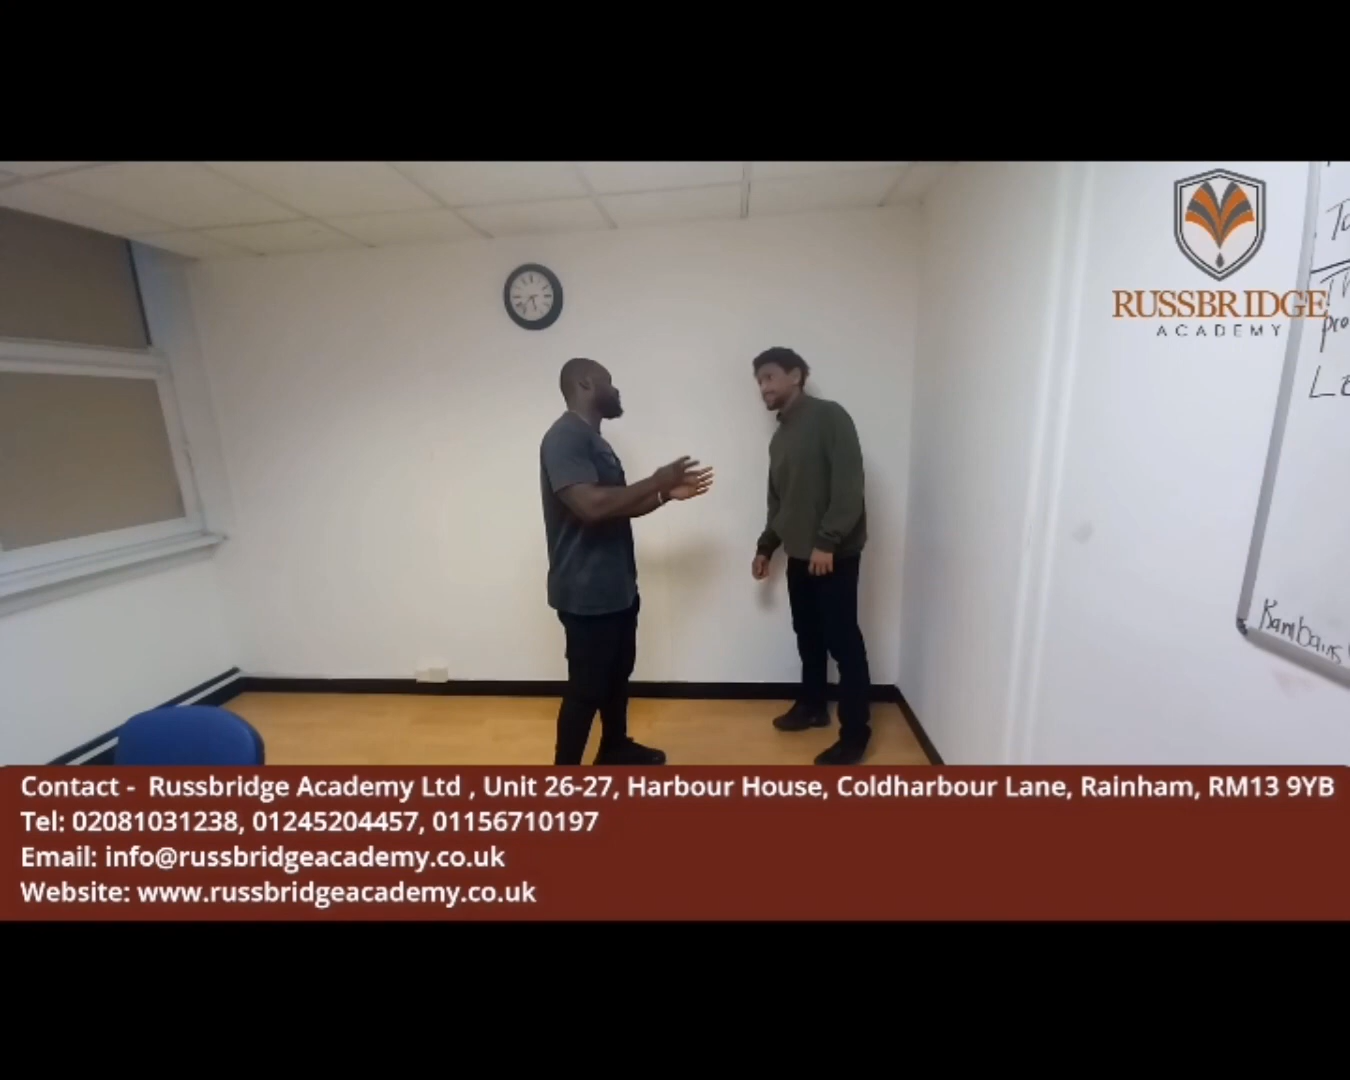 RUSSBRIDGE
ACADEMY
Kambains
Contact - Russbridge Academy Ltd , Unit 26-27, Harbour House, Coldharbour Lane, Rainham, RM13 9YB
Tel: 02081031238, 01245204457, 01156710197
Email: info@russbridgeacademy.co.uk
Website: www.russbridgeacademy.co.uk